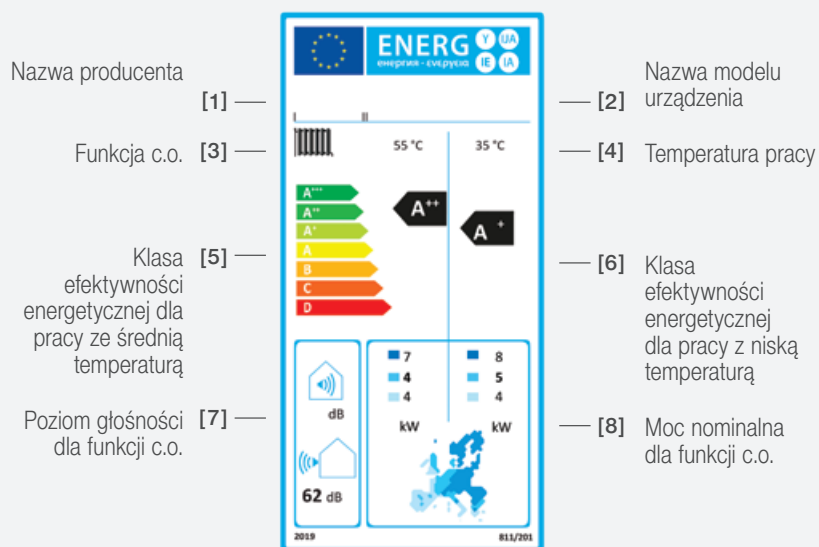 ENERG Y UA
енергия - ενεργεια IE IA
Nazwa producenta
[1]
[2] Nazwa modelu
urządzenia
I II
Funkcja c.o. [3]
55 °C 35 °C
[4] Temperatura pracy
A+++
A++
A+
A
B
C
D
A++
A +
Klasa [5]
efektywności
energetycznej dla
pracy ze średnią
temperaturą
[6] Klasa
efektywności
energetycznej
dla pracy z niską
temperaturą
7 8
4 5
4 4
kW kW
dB
Poziom głośności [7]
dla funkcji c.o.
[8] Moc nominalna
dla funkcji c.o.
62 dB
2019 811/201